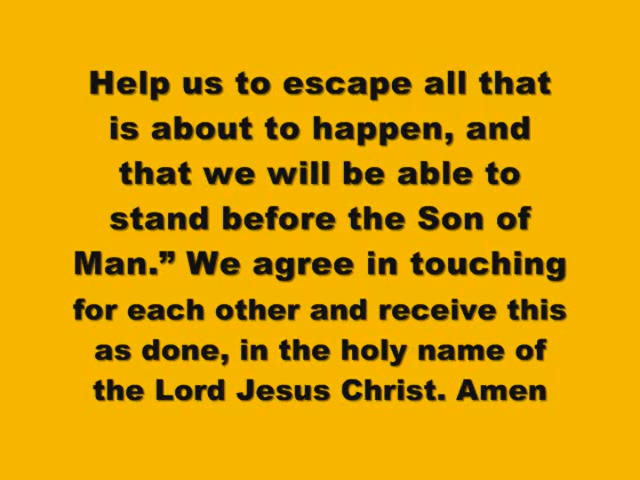 Help us to escape all that
is about to happen, and
that we will be able to
stand before the Son of
Man.” We agree in touching
for each other and receive this
as done, in the holy name of
the Lord Jesus Christ. Amen